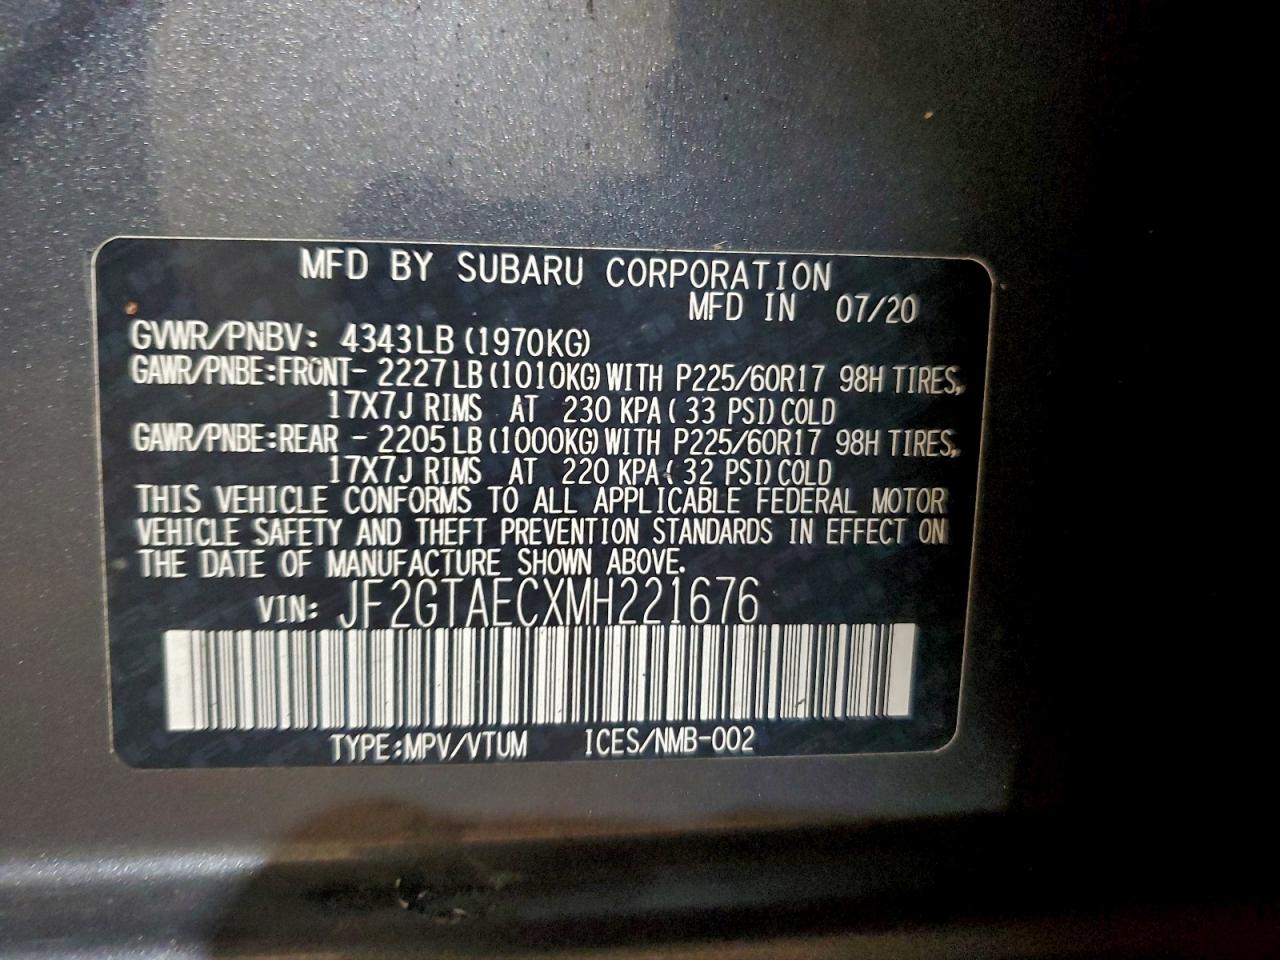 MFD BY SUBARU CORPORATION
MFD IN 07/20
GVWR/PNBV: 4343LB (1970KG)
GAWR/PNBE:FRONT- 2227LB (1010KG) WITH P225/60R17 98H TIRES,
17X7J RIMS AT 230 KPA ( 33 PSI) COLD
GAWR/PNBE:REAR - 2205LB (1000KG) WITH P225/60R17 98H TIRES,
17X7J RIMS AT 220 KPA ( 32 PSI) COLD
THIS VEHICLE CONFORMS TO ALL APPLICABLE FEDERAL MOTOR
VEHICLE SAFETY AND THEFT PREVENTION STANDARDS IN EFFECT ON
THE DATE OF MANUFACTURE SHOWN ABOVE.
VIN: JF2GTAECXMH221676
TYPE:MPV/VTUM ICES/NMB-002